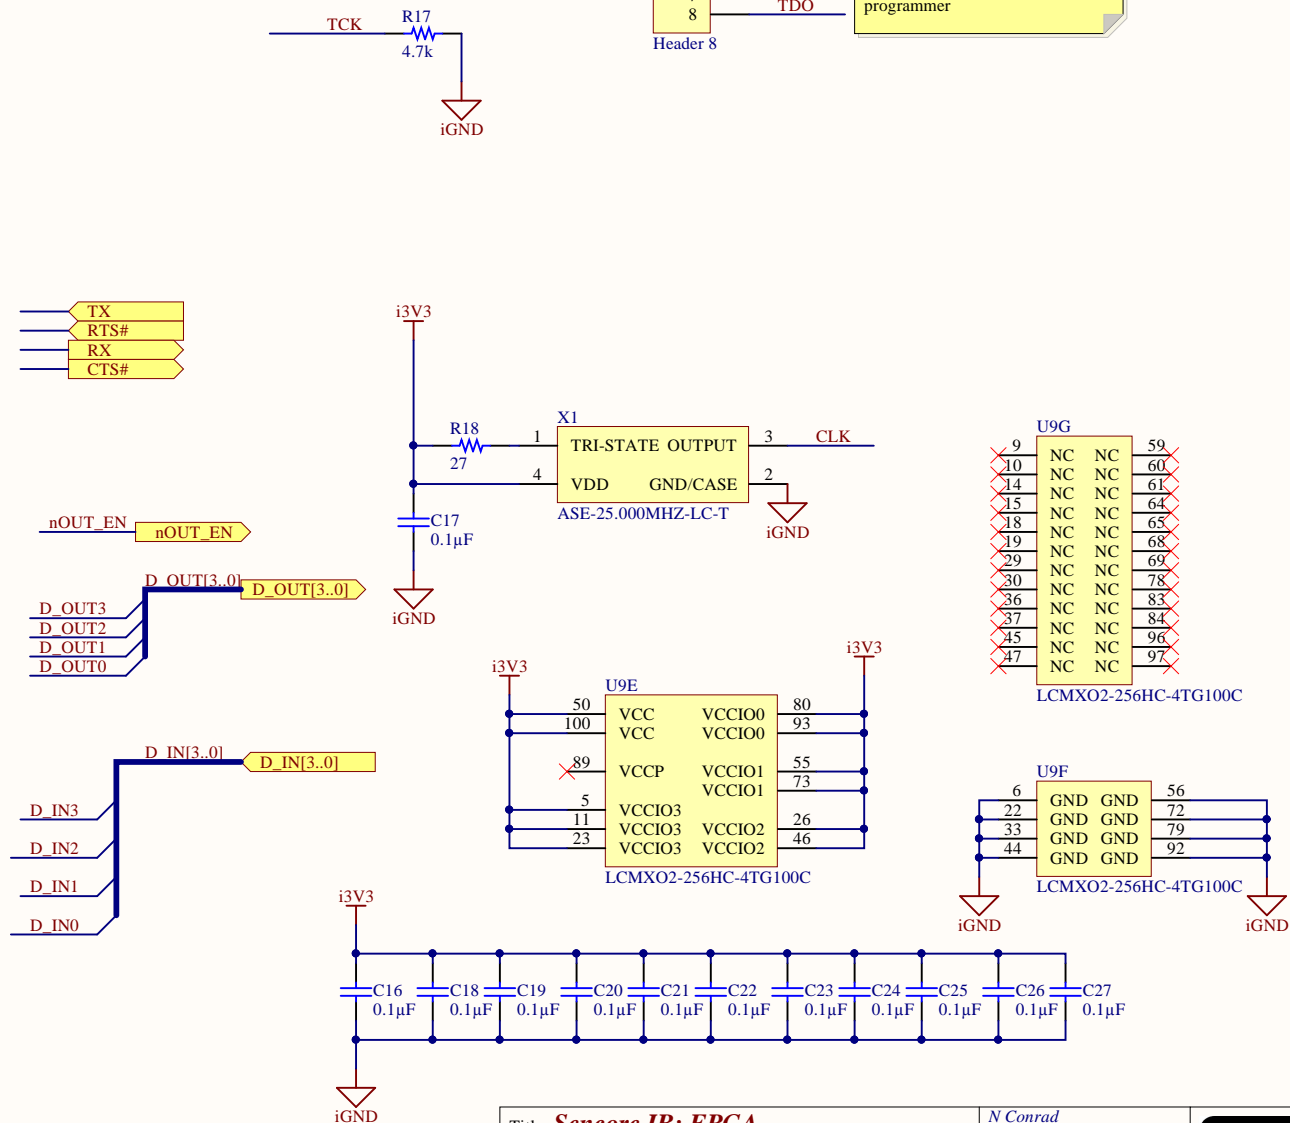 TCK
R17
4.7k
iGND
8
TDO
Header 8
programmer
TX
RTS#
RX
CTS#
i3V3
R18
27
X1
1
TRI-STATE OUTPUT
3
CLK
4
VDD
GND/CASE
2
ASE-25.000MHZ-LC-T
iGND
C17
0.1µF
iGND
nOUT_EN
nOUT_EN
D_OUT[3..0]
D_OUT[3..0]
D_OUT3
D_OUT2
D_OUT1
D_OUT0
D_IN[3..0]
D_IN[3..0]
D_IN3
D_IN2
D_IN1
D_IN0
U9G
9 NC NC 59
10 NC NC 60
14 NC NC 61
15 NC NC 64
18 NC NC 65
19 NC NC 68
29 NC NC 69
30 NC NC 78
36 NC NC 83
37 NC NC 84
45 NC NC 96
47 NC NC 97
LCMXO2-256HC-4TG100C
i3V3
i3V3
U9E
50 VCC VCCIO0 80
100 VCC VCCIO0 93
89 VCCP VCCIO1 55
VCCIO1 73
5 VCCIO3
11 VCCIO3 VCCIO2 26
23 VCCIO3 VCCIO2 46
LCMXO2-256HC-4TG100C
U9F
6 GND GND 56
22 GND GND 72
33 GND GND 79
44 GND GND 92
LCMXO2-256HC-4TG100C
iGND
iGND
i3V3
C16 C18 C19 C20 C21 C22 C23 C24 C25 C26 C27
0.1µF 0.1µF 0.1µF 0.1µF 0.1µF 0.1µF 0.1µF 0.1µF 0.1µF 0.1µF 0.1µF
iGND
N Conrad